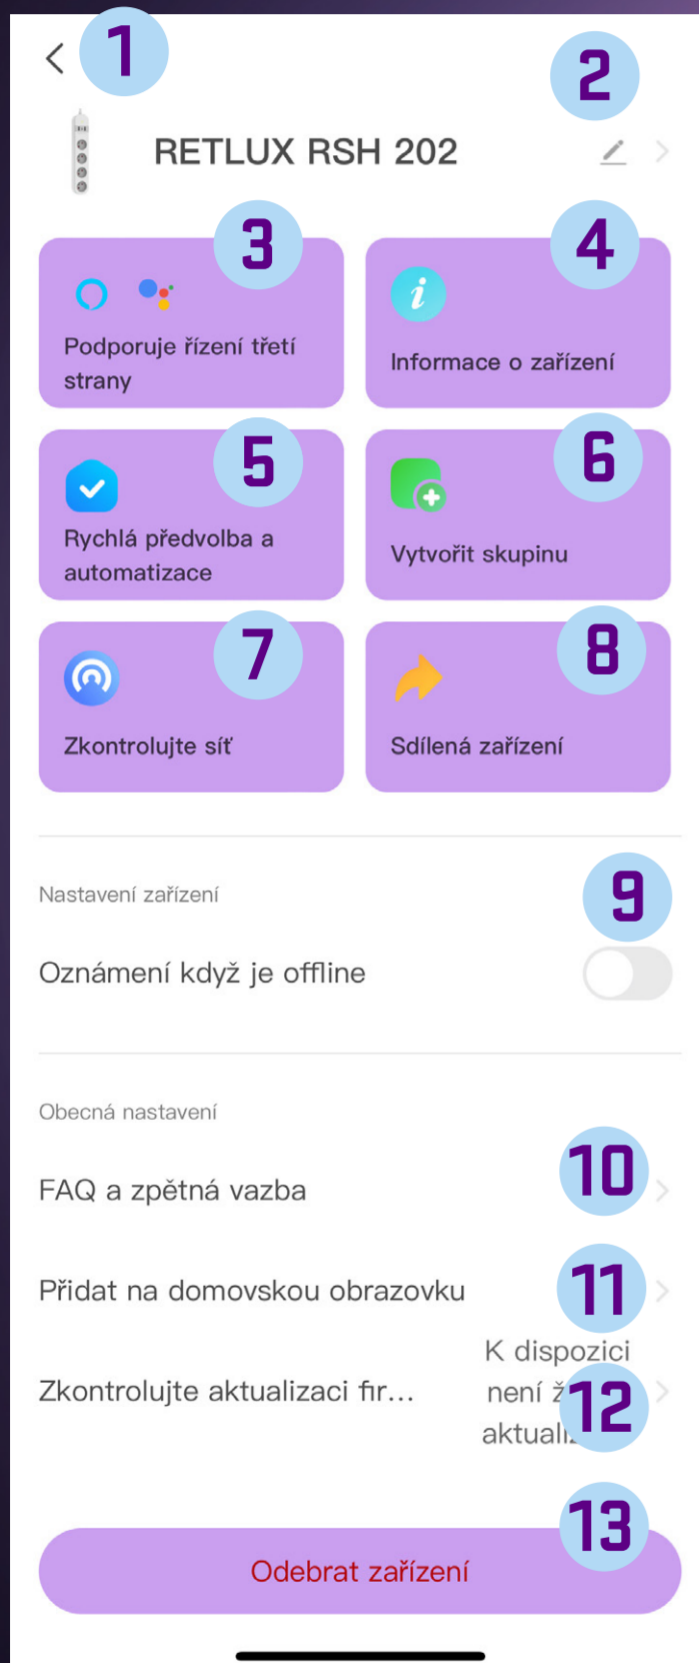 1
2
RETLUX RSH 202
3
4
Podporuje řízení třetí
strany
Informace o zařízení
5
6
Rychlá předvolba a
automatizace
Vytvořit skupinu
7
8
Zkontrolujte síť
Sdílená zařízení
Nastavení zařízení
9
Oznámení když je offline
Obecná nastavení
FAQ a zpětná vazba
10
Přidat na domovskou obrazovku
11
Zkontrolujte aktualizaci fir...
K dispozici
není
12
13
Odebrat zařízení